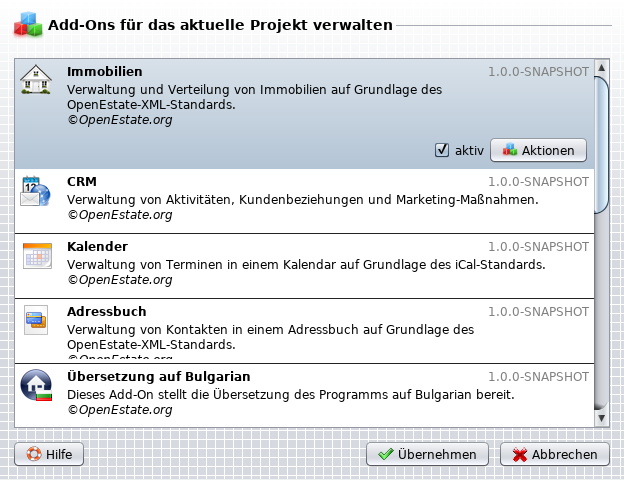 Add-Ons für das aktuelle Projekt verwalten
Immobilien 1.0.0-SNAPSHOT
Verwaltung und Verteilung von Immobilien auf Grundlage des
OpenEstate-XML-Standards.
©OpenEstate.org
aktiv Aktionen
CRM 1.0.0-SNAPSHOT
12
Verwaltung von Aktivitäten, Kundenbeziehungen und Marketing-Maßnahmen.
©OpenEstate.org
Kalender 1.0.0-SNAPSHOT
Verwaltung von Terminen in einem Kalendar auf Grundlage des iCal-Standards.
©OpenEstate.org
Adressbuch 1.0.0-SNAPSHOT
Verwaltung von Kontakten in einem Adressbuch auf Grundlage des
OpenEstate-XML-Standards.
©OpenEstate.org
Übersetzung auf Bulgarian 1.0.0-SNAPSHOT
Dieses Add-On stellt die Übersetzung des Programms auf Bulgarian bereit.
©OpenEstate.org
Hilfe Übernehmen Abbrechen